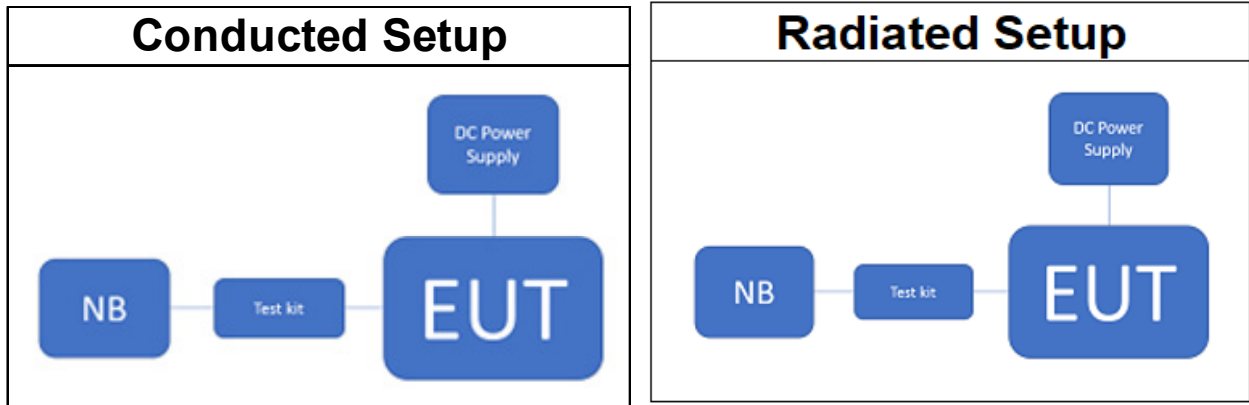 Conducted Setup
DC Power
Supply
NB
Test kit
EUT
Radiated Setup
DC Power
Supply
NB
Test kit
EUT